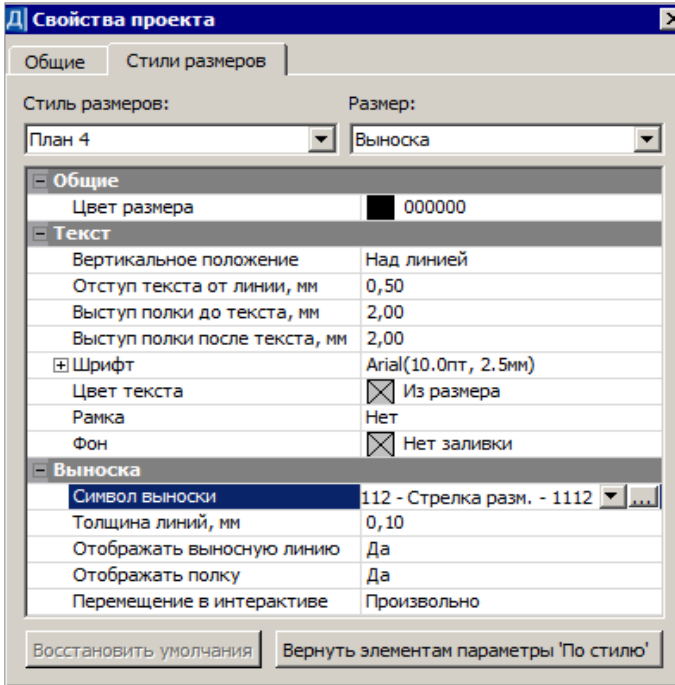 Д Свойства проекта
Общие Стили размеров
Стиль размеров: Размер:
План 4 Выноска
Общие
Цвет размера 000000
Текст
Вертикальное положение Над линией
Отступ текста от линии, мм 0,50
Выступ полки до текста, мм 2,00
Выступ полки после текста, мм 2,00
Шрифт Arial(10.0пт, 2.5мм)
Цвет текста Из размера
Рамка Нет
Фон Нет заливки
Выноска
Символ выноски 112 - Стрелка разм. - 1112 ...
Толщина линий, мм 0,10
Отображать выносную линию Да
Отображать полку Да
Перемещение в интерактиве Произвольно
Восстановить умолчания Вернуть элементам параметры 'По стилю'